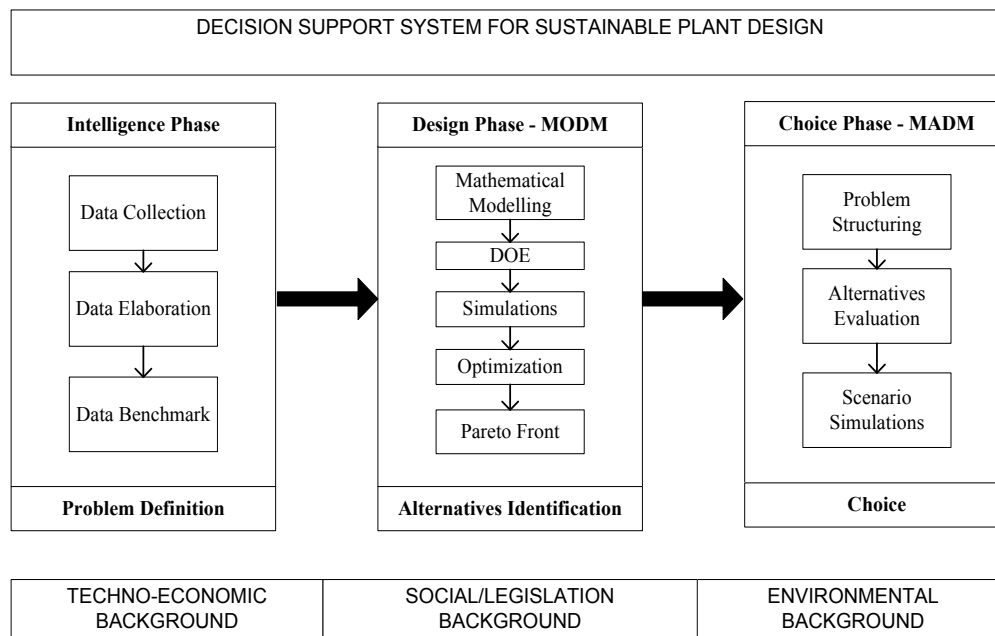 DECISION SUPPORT SYSTEM FOR SUSTAINABLE PLANT DESIGN
Intelligence Phase
Data Collection
Data Elaboration
Data Benchmark
Problem Definition
Design Phase - MODM
Mathematical
Modelling
DOE
Simulations
Optimization
Pareto Front
Alternatives Identification
Choice Phase - MADM
Problem
Structuring
Alternatives
Evaluation
Scenario
Simulations
Choice
TECHNO-ECONOMIC
BACKGROUND
SOCIAL/LEGISLATION
BACKGROUND
ENVIRONMENTAL
BACKGROUND